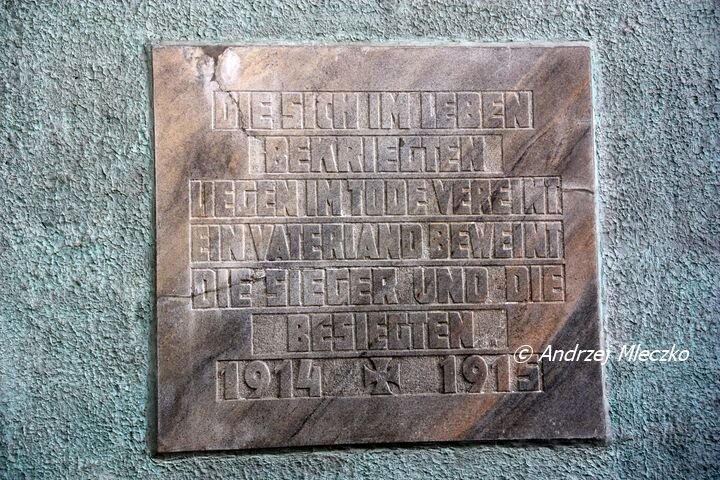 DIE SICH IM LEBEN
BEKRIEGTEN
LIEGEN IM TODE VEREINT
EIN VATERLAND BEWEINT
DIE SIEGER UND DIE
BESIEGTEN
1914 1915
© Andrzej Mleczko